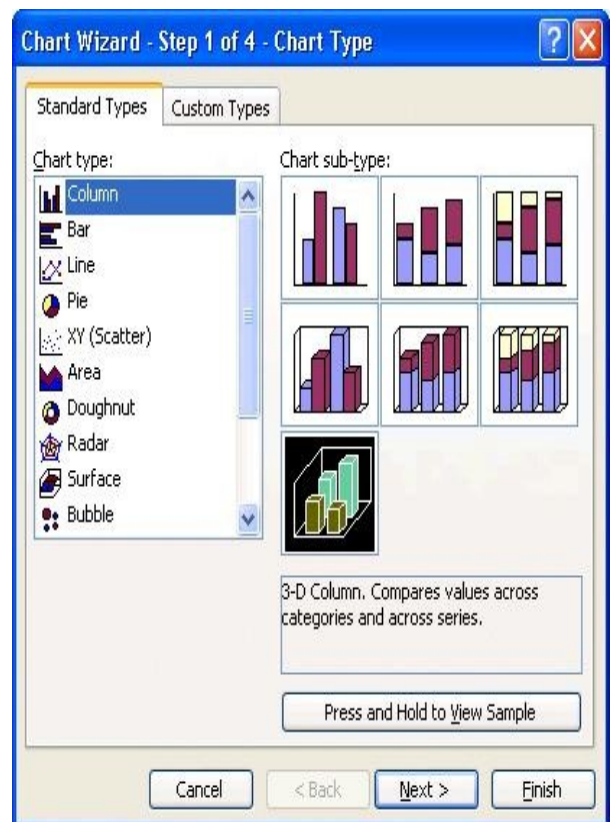 Chart Wizard - Step 1 of 4 - Chart Type
Standard Types
Custom Types
Chart type:
Column
Bar
Line
Pie
XY (Scatter)
Area
Doughnut
Radar
Surface
Bubble
Chart sub-type:
3-D Column. Compares values across
categories and across series.
Press and Hold to View Sample
Cancel
< Back
Next >
Finish